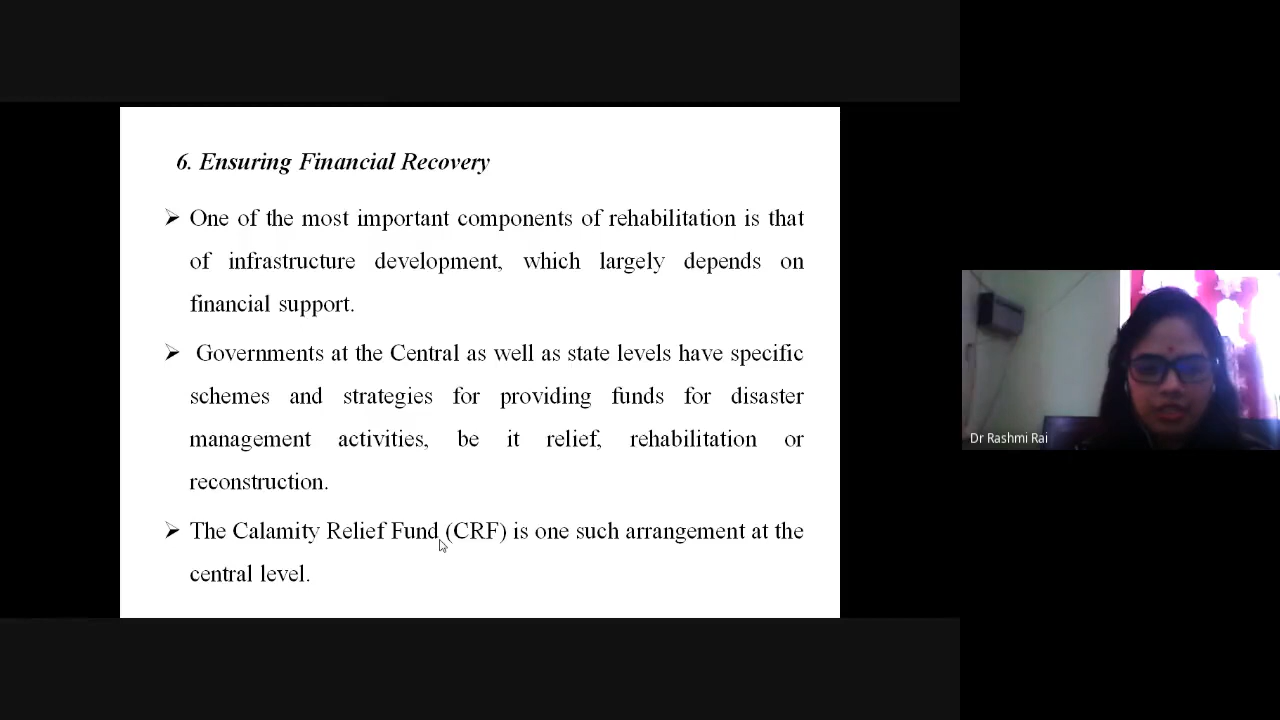 6. Ensuring Financial Recovery
➢ One of the most important components of rehabilitation is that
of infrastructure development, which largely depends on
financial support.
➢ Governments at the Central as well as state levels have specific
schemes and strategies for providing funds for disaster
management activities, be it relief, rehabilitation or
reconstruction.
➢ The Calamity Relief Fund (CRF) is one such arrangement at the
central level.
Dr Rashmi Rai